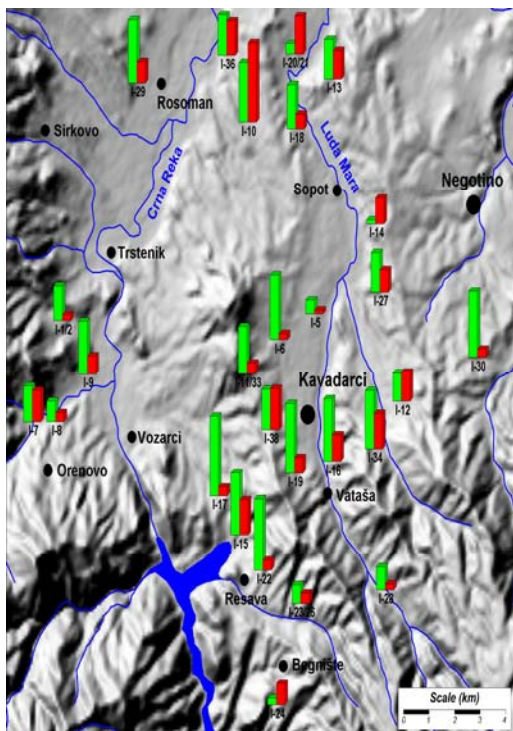 I-36
I-20/21
I-13
I-29
Rosoman
I-10
I-18
Sirkovo
Crna Reka
Luda Mara
Sopot
Negotino
I-14
Trstenik
I-27
I-1/2
I-5
I-6
I-30
I-9
I-11/33
Kavadarci
I-12
I-7
I-8
I-38
Vozarci
I-34
I-16
Orenovo
I-19
I-17
Vataša
I-15
I-22
Resava
I-28
Begnište
I-24
Scale (km)
0 1 2 3 4